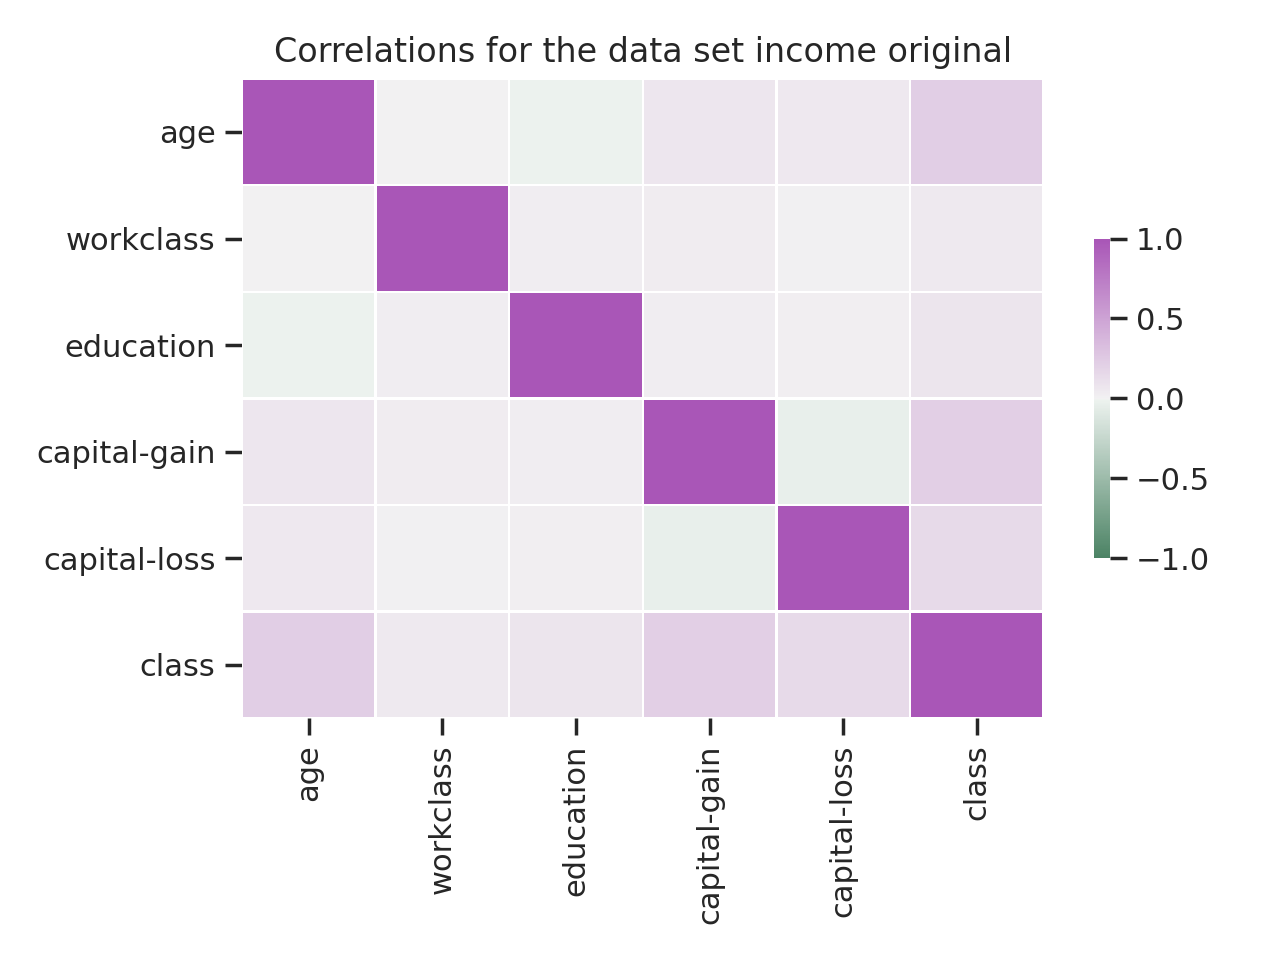 Correlations for the data set income original
age
workclass
education
capital-gain
capital-loss
class
age
workclass
education
capital-gain
capital-loss
class
1.0
0.5
0.0
−0.5
−1.0